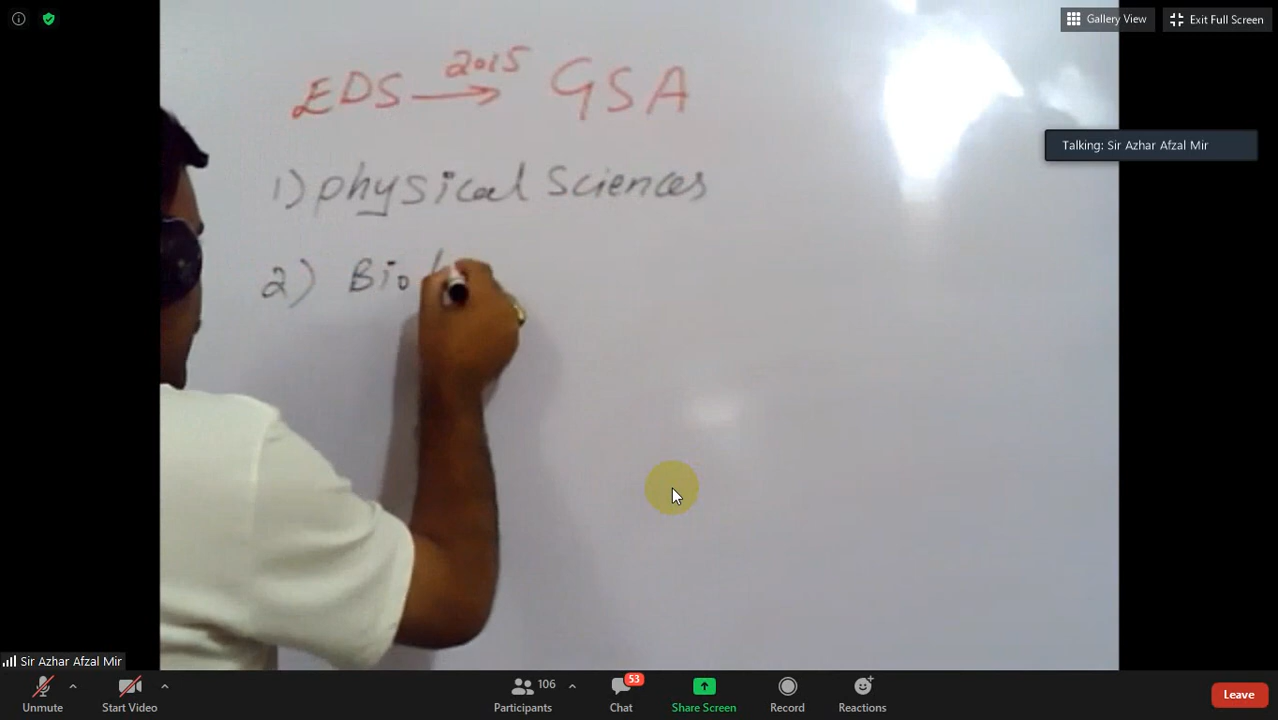 Gallery View
Exit Full Screen
2015
EDS → GSA
Talking: Sir Azhar Afzal Mir
1) Physical Sciences
2) Bio
Sir Azhar Afzal Mir
53
106
Unmute
Start Video
Participants
Chat
Share Screen
Record
Reactions
Leave